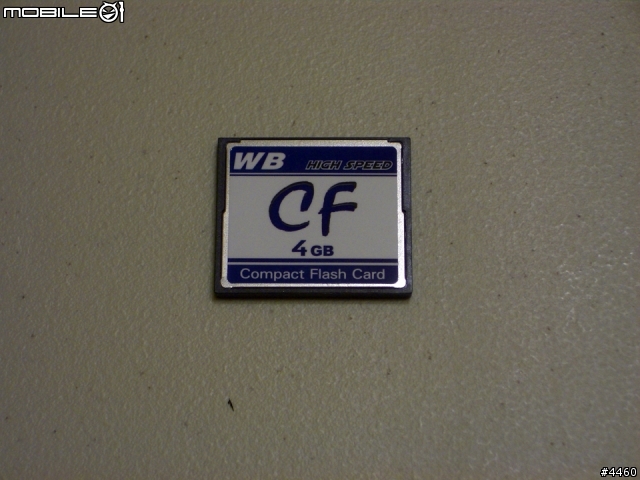 MOBILE01
WB HIGH SPEED
CF
4GB
Compact Flash Card
#4460